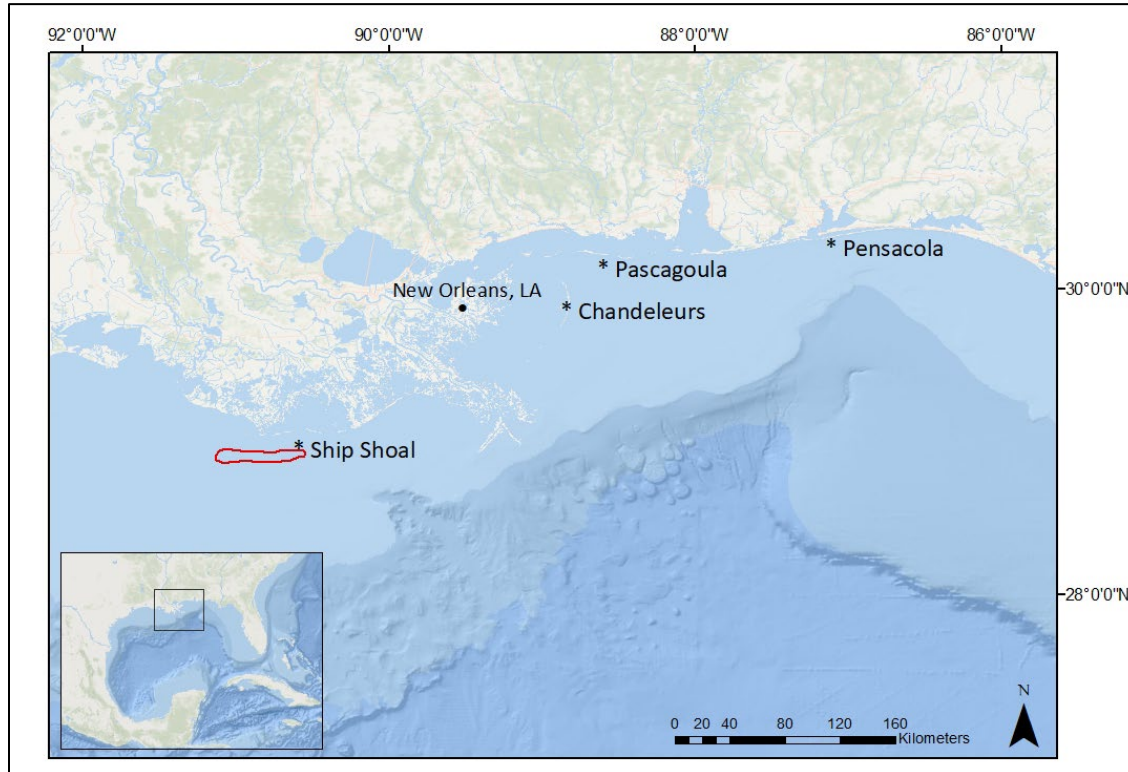 92°0'0"W 90°0'0"W 88°0'0"W 86°0'0"W
* Pensacola
* Pascagoula
New Orleans, LA
30°0'0"N
* Chandeleurs
* Ship Shoal
28°0'0"N
N
0 20 40 80 120 160
Kilometers